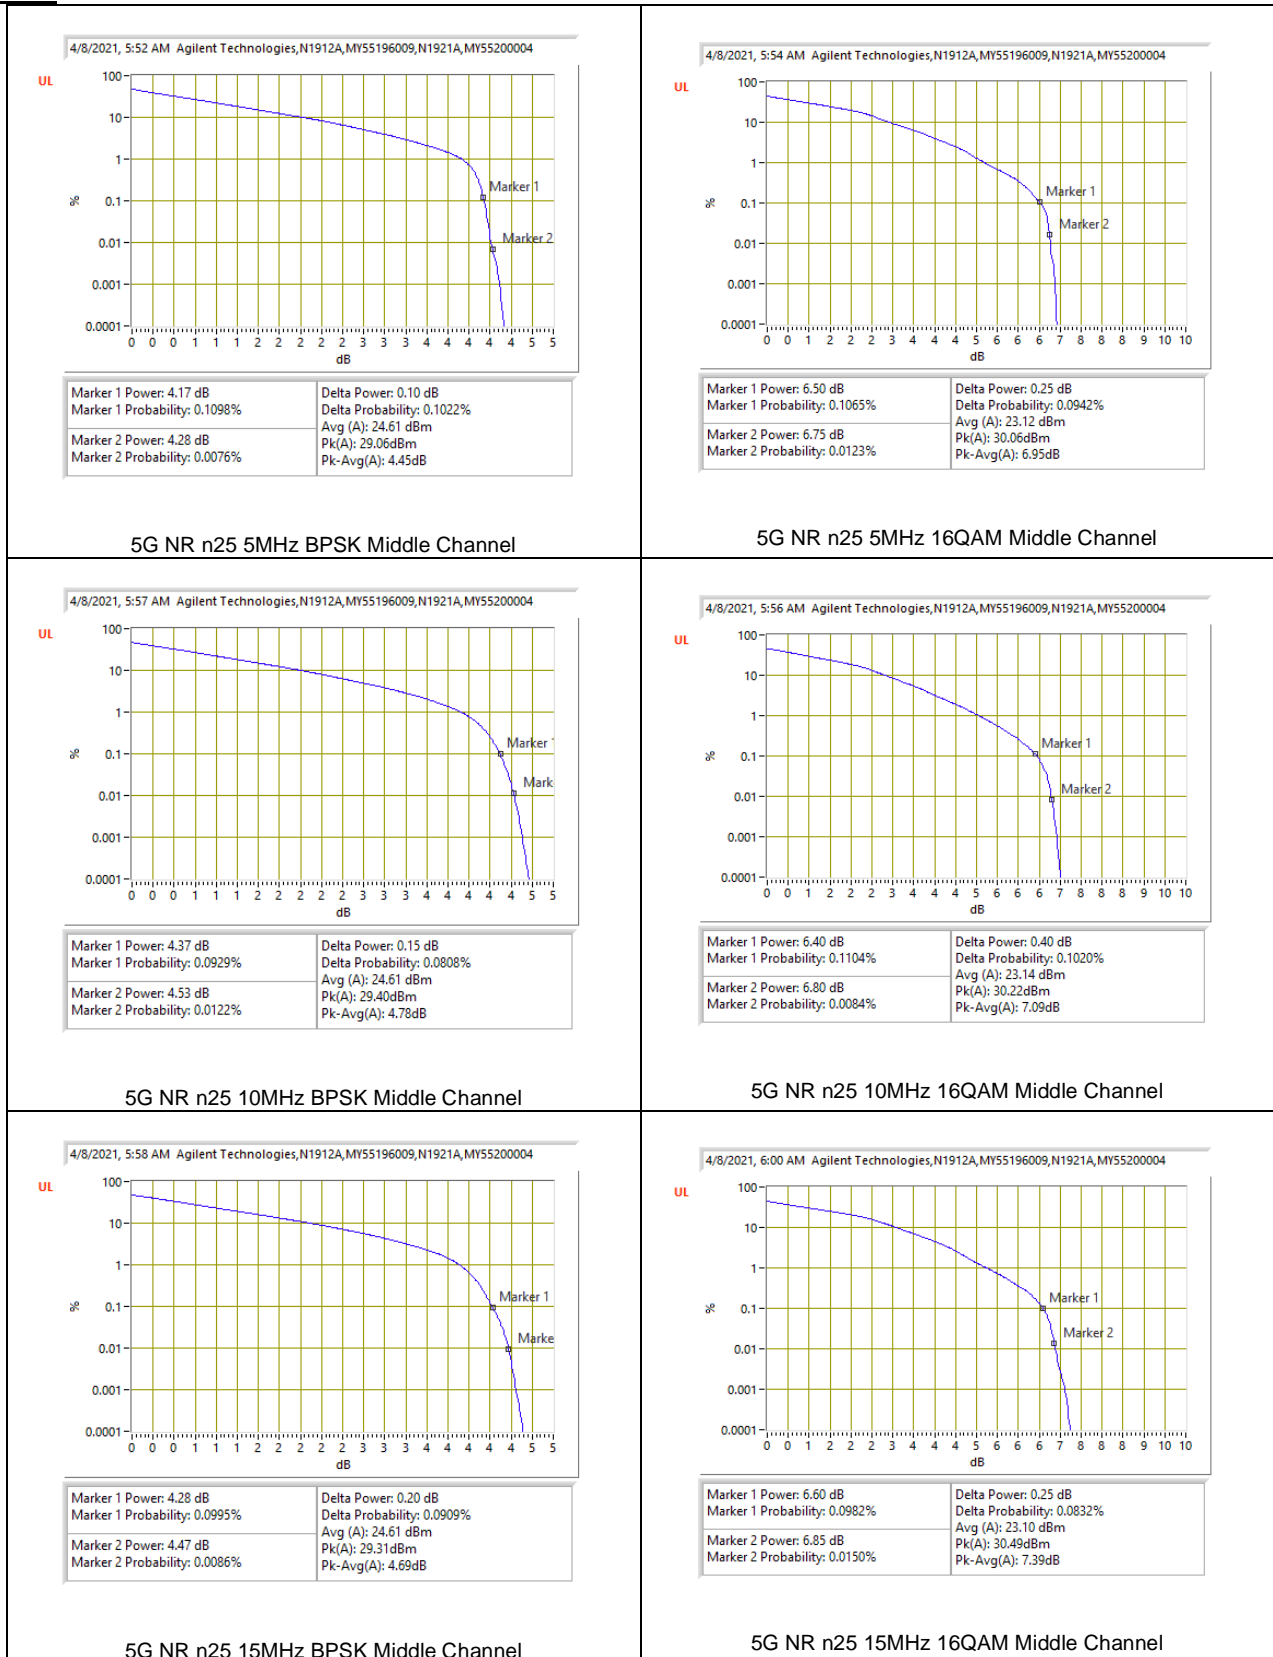 4/8/2021, 5:52 AM Agilent Technologies,N1912A,MY55196009,N1921A,MY55200004
UL
100
10
1
0.1
0.01
0.001
0.0001
%
Marker 1
Marker 2
0 0 0 1 1 1 2 2 2 2 3 3 3 3 4 4 4 4 4 5 5
dB
Marker 1 Power: 4.17 dB
Marker 1 Probability: 0.1098%
Marker 2 Power: 4.28 dB
Marker 2 Probability: 0.0076%
Delta Power: 0.10 dB
Delta Probability: 0.1022%
Avg (A): 24.61 dBm
Pk(A): 29.06dBm
Pk-Avg(A): 4.45dB
5G NR n25 5MHz BPSK Middle Channel
4/8/2021, 5:54 AM Agilent Technologies,N1912A,MY55196009,N1921A,MY55200004
UL
100
10
1
0.1
0.01
0.001
0.0001
%
Marker 1
Marker 2
0 0 1 2 2 2 3 3 4 4 5 5 6 6 7 7 8 8 9 10 10
dB
Marker 1 Power: 6.50 dB
Marker 1 Probability: 0.1065%
Marker 2 Power: 6.75 dB
Marker 2 Probability: 0.0123%
Delta Power: 0.25 dB
Delta Probability: 0.0942%
Avg (A): 23.12 dBm
Pk(A): 30.06dBm
Pk-Avg(A): 6.95dB
5G NR n25 5MHz 16QAM Middle Channel
4/8/2021, 5:57 AM Agilent Technologies,N1912A,MY55196009,N1921A,MY55200004
UL
100
10
1
0.1
0.01
0.001
0.0001
%
Marker 1
Mark
0 0 0 1 1 1 2 2 2 3 3 3 3 3 4 4 4 4 4 5 5
dB
Marker 1 Power: 4.37 dB
Marker 1 Probability: 0.0929%
Marker 2 Power: 4.53 dB
Marker 2 Probability: 0.0122%
Delta Power: 0.15 dB
Delta Probability: 0.0808%
Avg (A): 24.61 dBm
Pk(A): 29.40dBm
Pk-Avg(A): 4.78dB
5G NR n25 10MHz BPSK Middle Channel
4/8/2021, 5:56 AM Agilent Technologies,N1912A,MY55196009,N1921A,MY55200004
UL
100
10
1
0.1
0.01
0.001
0.0001
%
Marker 1
Marker 2
0 0 1 2 2 2 3 3 4 4 5 5 6 6 7 7 8 8 9 10 10
dB
Marker 1 Power: 6.40 dB
Marker 1 Probability: 0.1104%
Marker 2 Power: 6.80 dB
Marker 2 Probability: 0.0084%
Delta Power: 0.40 dB
Delta Probability: 0.1020%
Avg (A): 23.14 dBm
Pk(A): 30.22dBm
Pk-Avg(A): 7.09dB
5G NR n25 10MHz 16QAM Middle Channel
4/8/2021, 5:58 AM Agilent Technologies,N1912A,MY55196009,N1921A,MY55200004
UL
100
10
1
0.1
0.01
0.001
0.0001
%
Marker 1
Marke
0 0 0 1 1 1 2 2 2 2 2 3 3 3 4 4 4 4 4 5 5
dB
Marker 1 Power: 4.28 dB
Marker 1 Probability: 0.0995%
Marker 2 Power: 4.47 dB
Marker 2 Probability: 0.0086%
Delta Power: 0.20 dB
Delta Probability: 0.0909%
Avg (A): 24.61 dBm
Pk(A): 29.31dBm
Pk-Avg(A): 4.69dB
5G NR n25 15MHz BPSK Middle Channel
4/8/2021, 6:00 AM Agilent Technologies,N1912A,MY55196009,N1921A,MY55200004
UL
100
10
1
0.1
0.01
0.001
0.0001
%
Marker 1
Marker 2
0 0 1 2 2 2 3 3 4 4 5 5 6 6 7 7 8 8 9 10 10
dB
Marker 1 Power: 6.60 dB
Marker 1 Probability: 0.0982%
Marker 2 Power: 6.85 dB
Marker 2 Probability: 0.0150%
Delta Power: 0.25 dB
Delta Probability: 0.0832%
Avg (A): 23.10 dBm
Pk(A): 30.49dBm
Pk-Avg(A): 7.39dB
5G NR n25 15MHz 16QAM Middle Channel